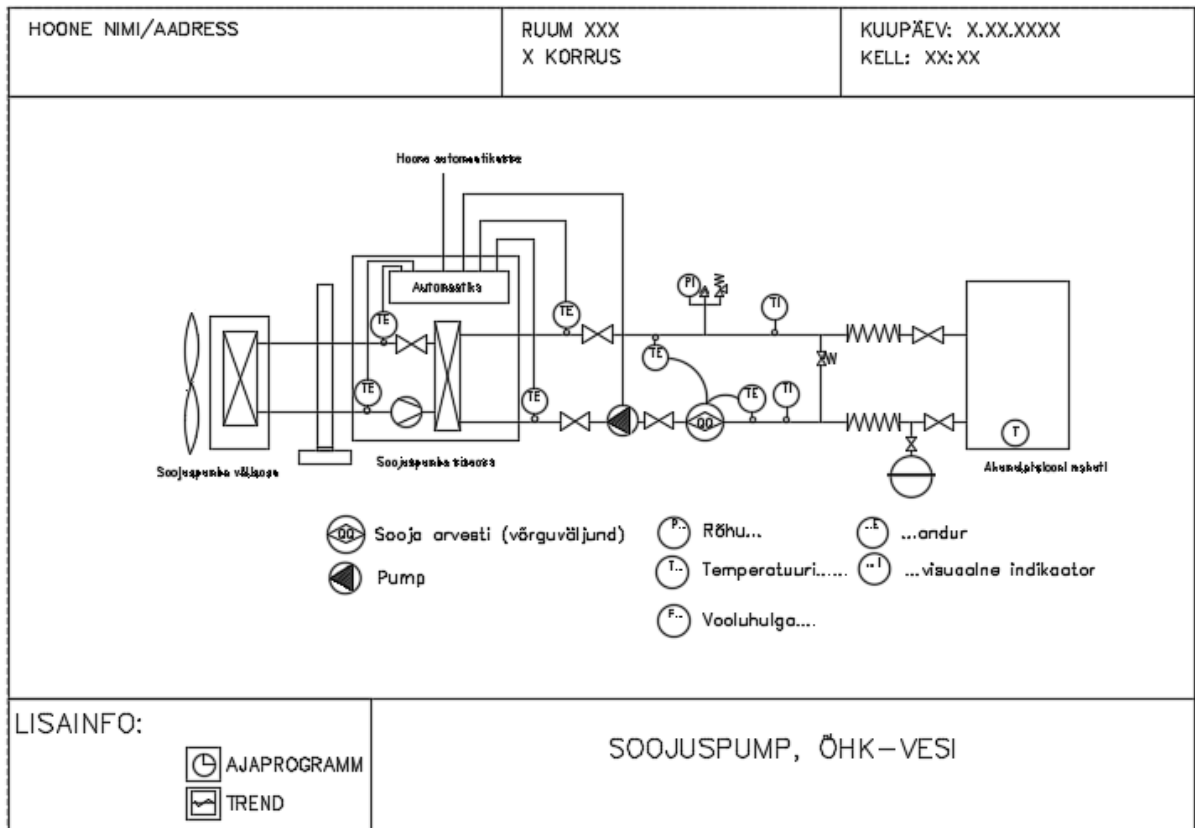 HOONE NIMI/AADRESS
RUUM XXX
X KORRUS
KUUPÄEV: X.XX.XXXX
KELL: XX:XX
Hoone automaatikasse
Automaatika
TE
TE
TE
TE
PI
TI
TE
TE
TI
QQ
T
Soojuspumba välisosa
Soojuspumba siseosa
Akumulatsiooni mahuti
QQ Sooja arvesti (võrguväljund)
Pump
P.. Rõhu...
T.. Temperatuuri......
F.. Vooluhulga....
..E ...andur
..I ...visuaalne indikaator
LISAINFO:
AJAPROGRAMM
TREND
SOOJUSPUMP, ÕHK-VESI